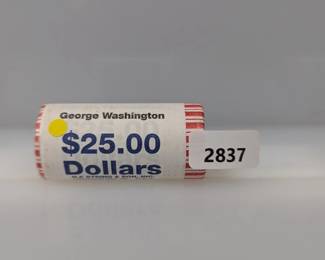 George Washington
$25.00
Dollars
2837